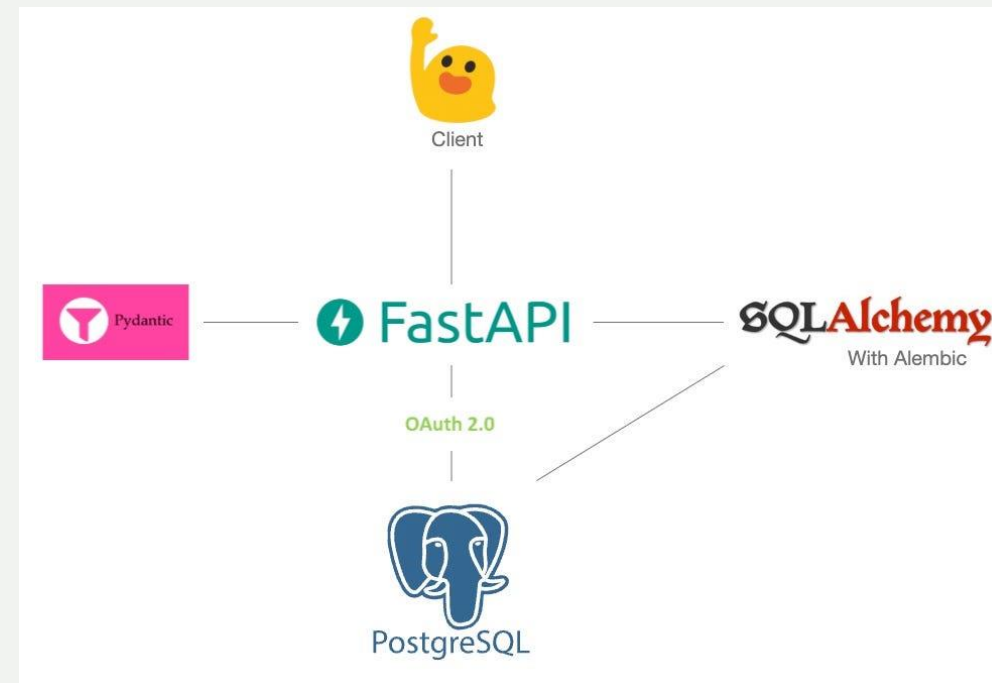 Client
Pydantic
FastAPI
SQLAlchemy
With Alembic
OAuth 2.0
PostgreSQL